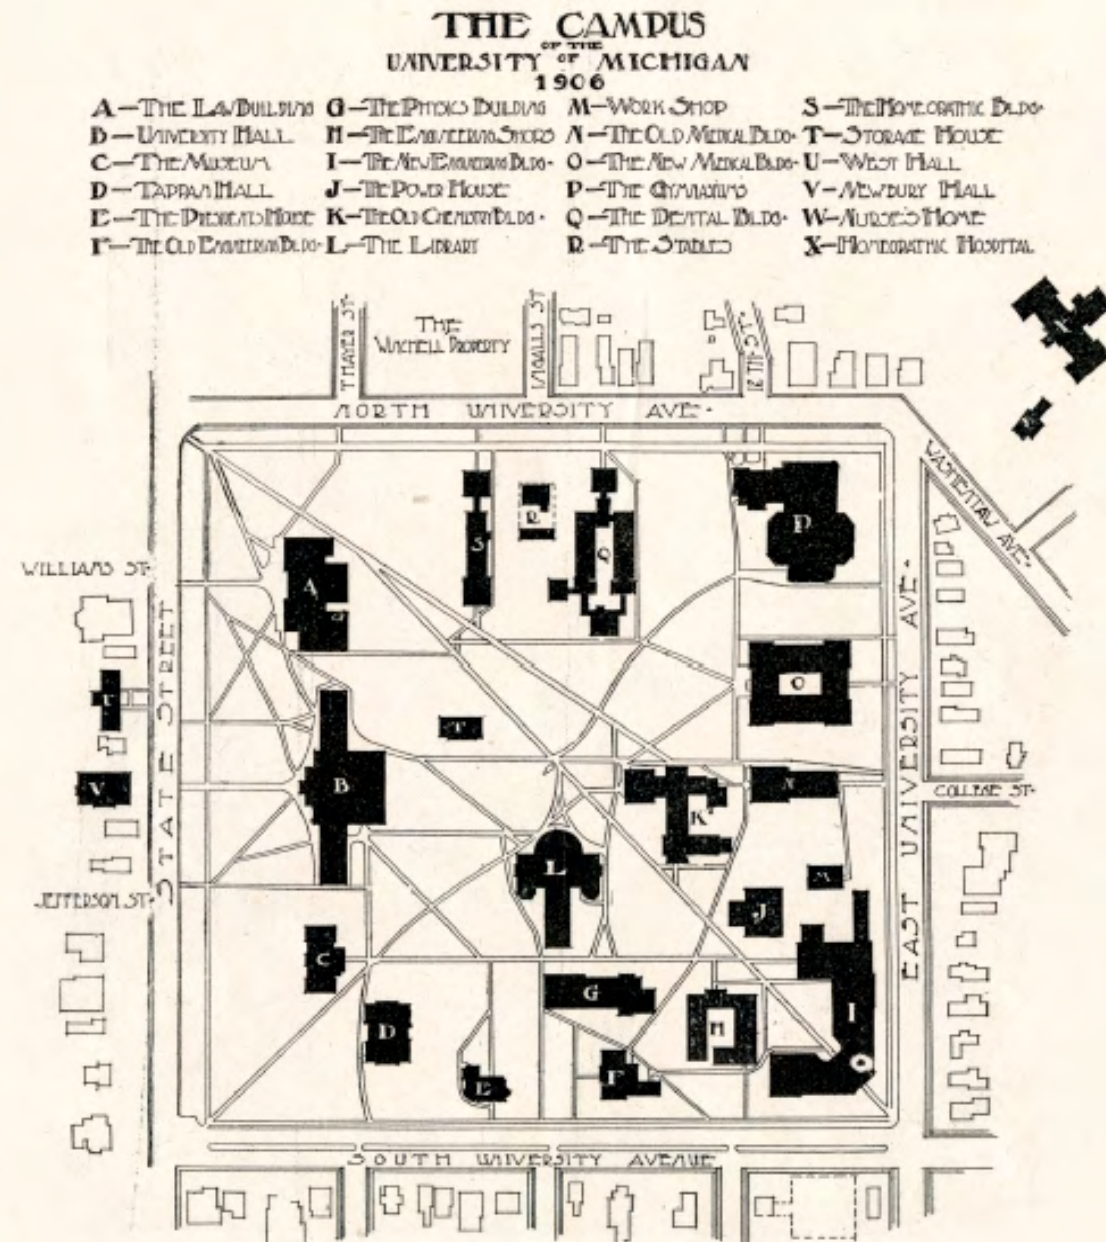 THE CAMPUS
OF THE
UNIVERSITY OF MICHIGAN
1906
A—THE LAW BUILDING
B—UNIVERSITY HALL
C—THE MUSEUM
D—TAPPAN HALL
E—THE PRESIDENTS HOUSE
F—THE OLD ENGINEERING BLDG.
G—THE PHYSICS BUILDING
H—THE ENGINEERING SHOPS
I—THE NEW ENGINEERING BLDG.
J—THE POWER HOUSE
K—THE OLD CHEMISTRY BLDG.
L—THE LIBRARY
M—WORK SHOP
N—THE OLD MEDICAL BLDG.
O—THE NEW MEDICAL BLDG.
P—THE GYMNASIUMS
Q—THE DENTAL BLDG.
R—THE STABLES
S—THE HOMEOPATHIC BLDG.
T—STORAGE HOUSE
U—WEST HALL
V—NEWBURY HALL
W—NURSE'S HOME
X—HOMEOPATHIC HOSPITAL
THAYER ST.
THE
WINCHELL PROPERTY
INGALLS ST
12TH ST.
X
NORTH UNIVERSITY AVE.
WASHTENAW AVE.
R
P
S
Q
WILLIAMS ST.
A
STATE STREET
EAST UNIVERSITY AVE.
O
T
B
V
N
COLLEGE ST.
K
L
M
JEFFERSON ST.
J
C
G
I
D
H
E
F
SOUTH UNIVERSITY AVENUE